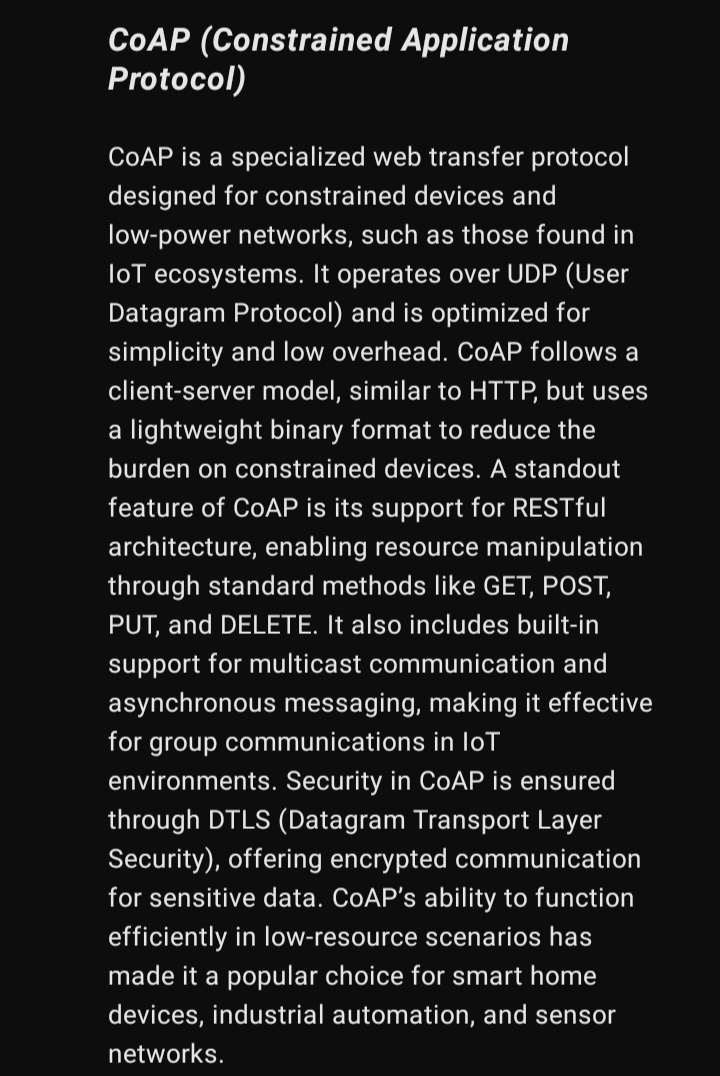 CoAP (Constrained Application
Protocol)
CoAP is a specialized web transfer protocol
designed for constrained devices and
low-power networks, such as those found in
IoT ecosystems. It operates over UDP (User
Datagram Protocol) and is optimized for
simplicity and low overhead. CoAP follows a
client-server model, similar to HTTP, but uses
a lightweight binary format to reduce the
burden on constrained devices. A standout
feature of CoAP is its support for RESTful
architecture, enabling resource manipulation
through standard methods like GET, POST,
PUT, and DELETE. It also includes built-in
support for multicast communication and
asynchronous messaging, making it effective
for group communications in IoT
environments. Security in CoAP is ensured
through DTLS (Datagram Transport Layer
Security), offering encrypted communication
for sensitive data. CoAP’s ability to function
efficiently in low-resource scenarios has
made it a popular choice for smart home
devices, industrial automation, and sensor
networks.